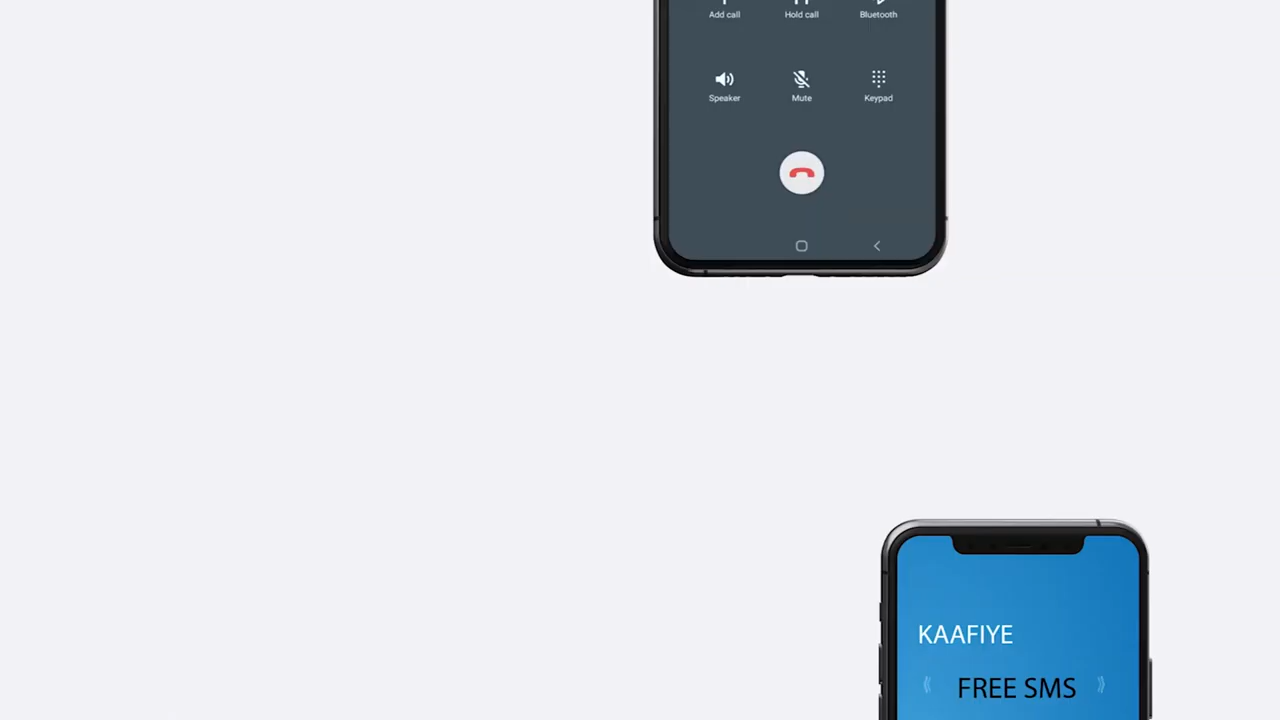 Add call Hold call Bluetooth
Speaker Mute Keypad
KAAFIYE
FREE SMS